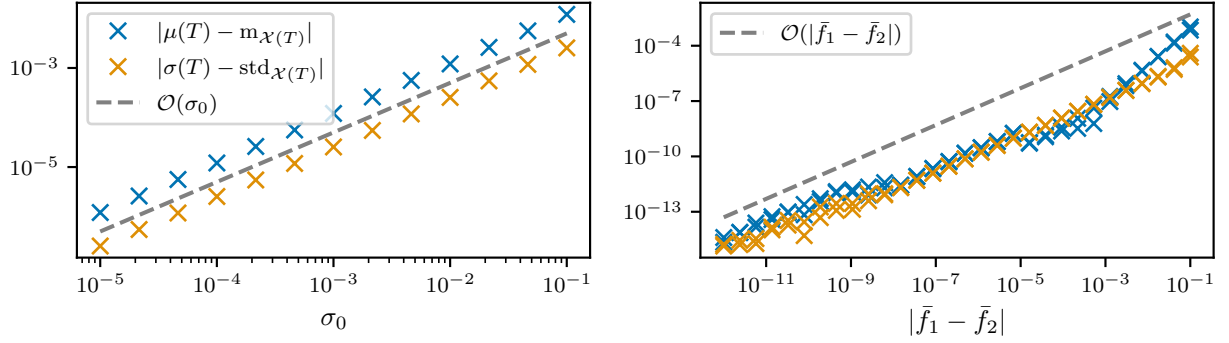 |μ(T) − m_𝒳(T)|
|σ(T) − std_𝒳(T)|
𝒪(σ₀)
10⁻³
10⁻⁵
10⁻⁵ 10⁻⁴ 10⁻³ 10⁻² 10⁻¹
σ₀
𝒪(|f̄₁ − f̄₂|)
10⁻⁴
10⁻⁷
10⁻¹⁰
10⁻¹³
10⁻¹¹ 10⁻⁹ 10⁻⁷ 10⁻⁵ 10⁻³ 10⁻¹
|f̄₁ − f̄₂|